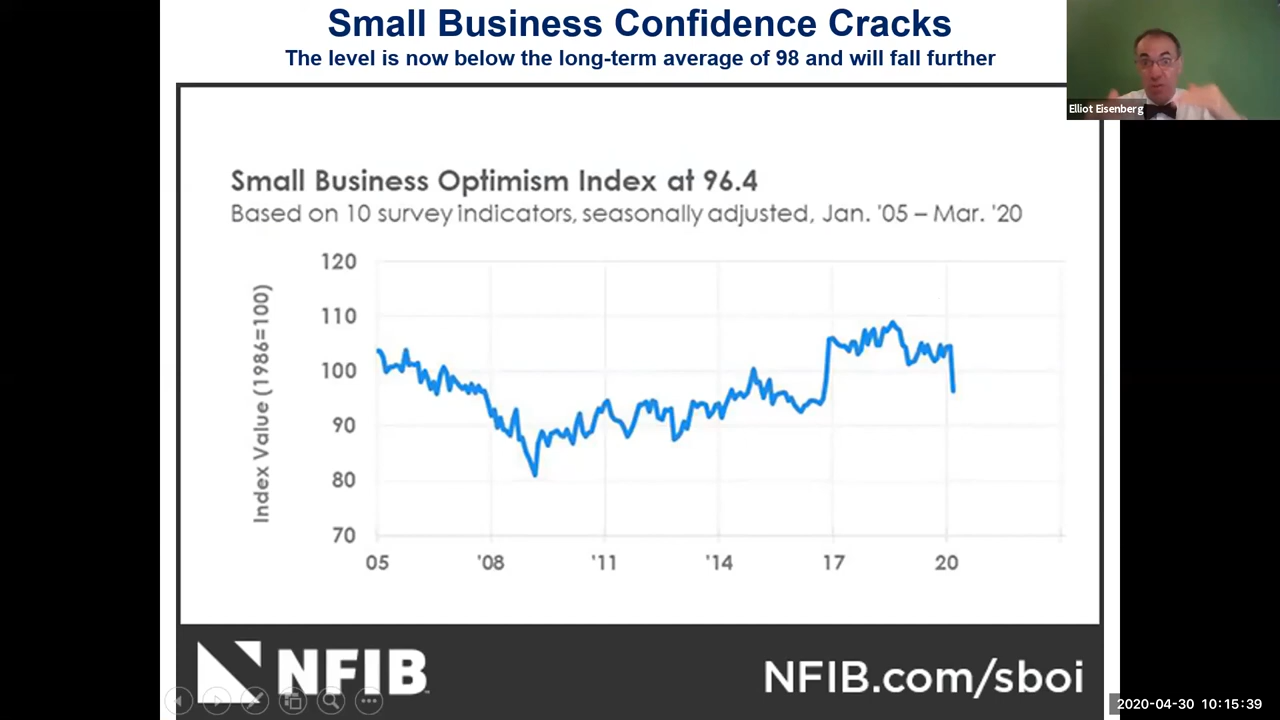 Small Business Confidence Cracks
The level is now below the long-term average of 98 and will fall further
Elliot Eisenberg
Small Business Optimism Index at 96.4
Based on 10 survey indicators, seasonally adjusted, Jan. '05 – Mar. '20
Index Value (1986=100)
120
110
100
90
80
70
05 '08 '11 '14 17 20
NFIB
NFIB.com/sboi
2020-04-30 10:15:39